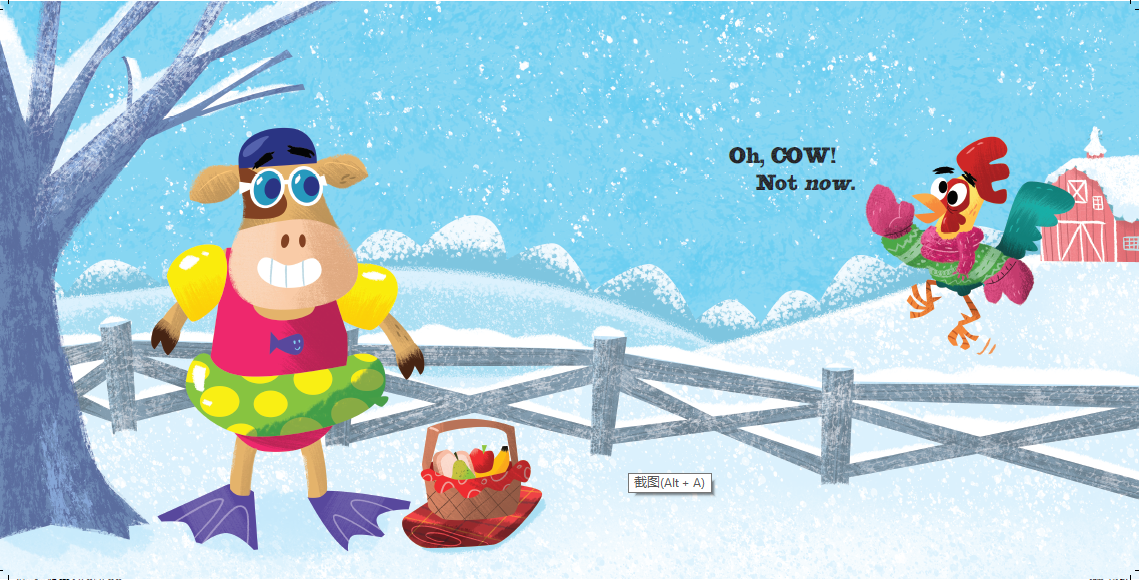 Oh, COW!
Not now.
截图(Alt + A)